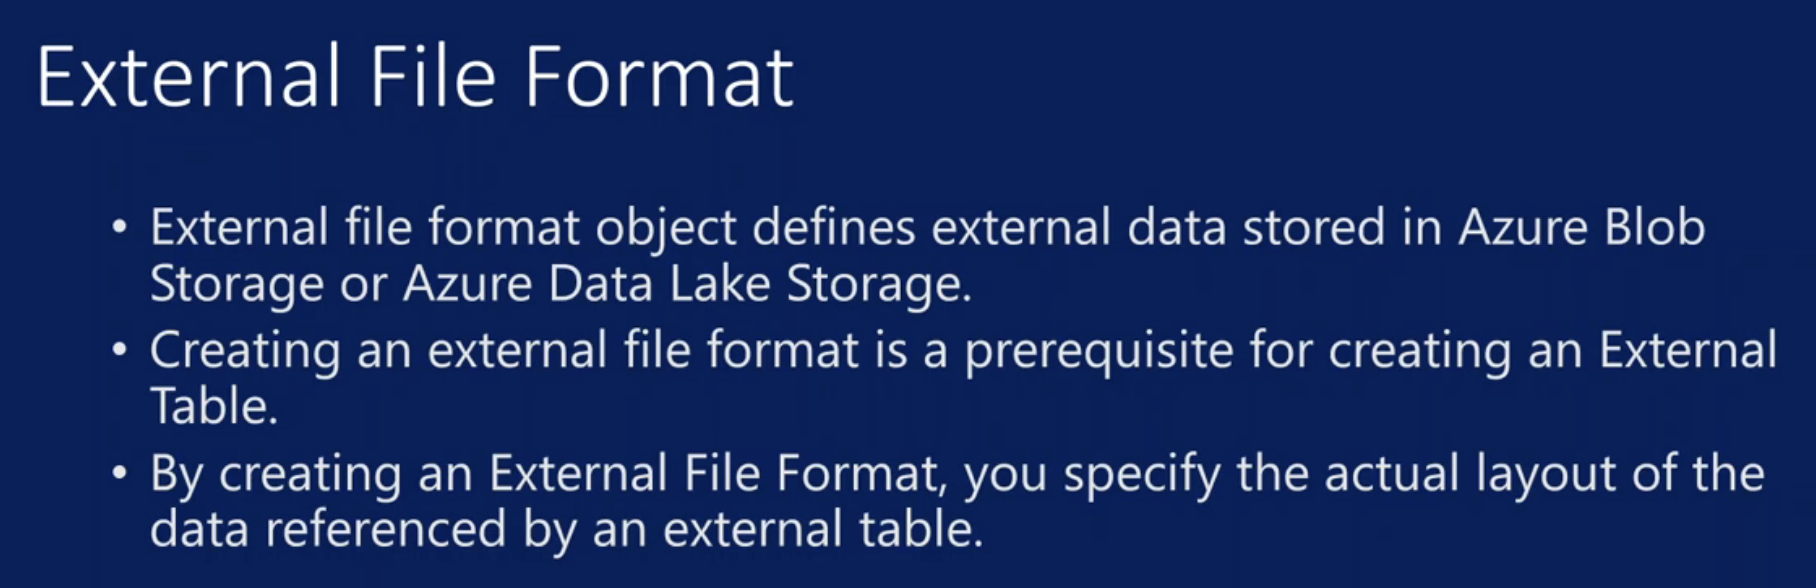 External File Format
• External file format object defines external data stored in Azure Blob
Storage or Azure Data Lake Storage.
• Creating an external file format is a prerequisite for creating an External
Table.
• By creating an External File Format, you specify the actual layout of the
data referenced by an external table.